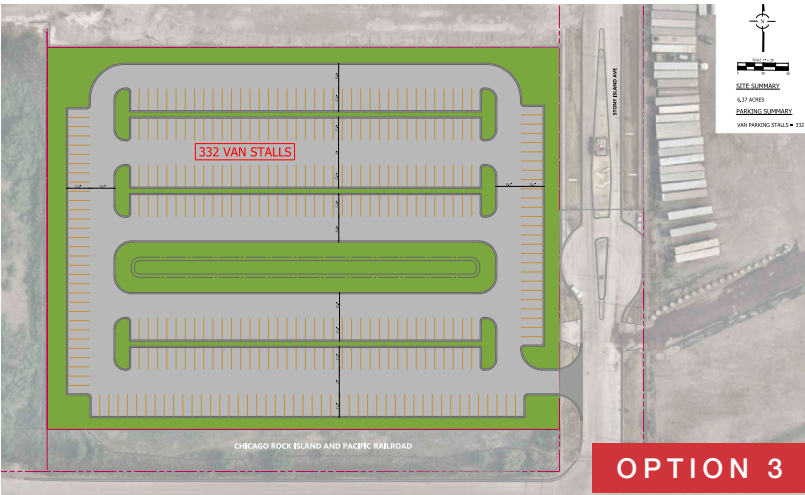 332 VAN STALLS
STONY ISLAND AVE
SITE SUMMARY
6.37 ACRES
PARKING SUMMARY
VAN PARKING STALLS = 332
CHICAGO ROCK ISLAND AND PACIFIC RAILROAD
OPTION 3